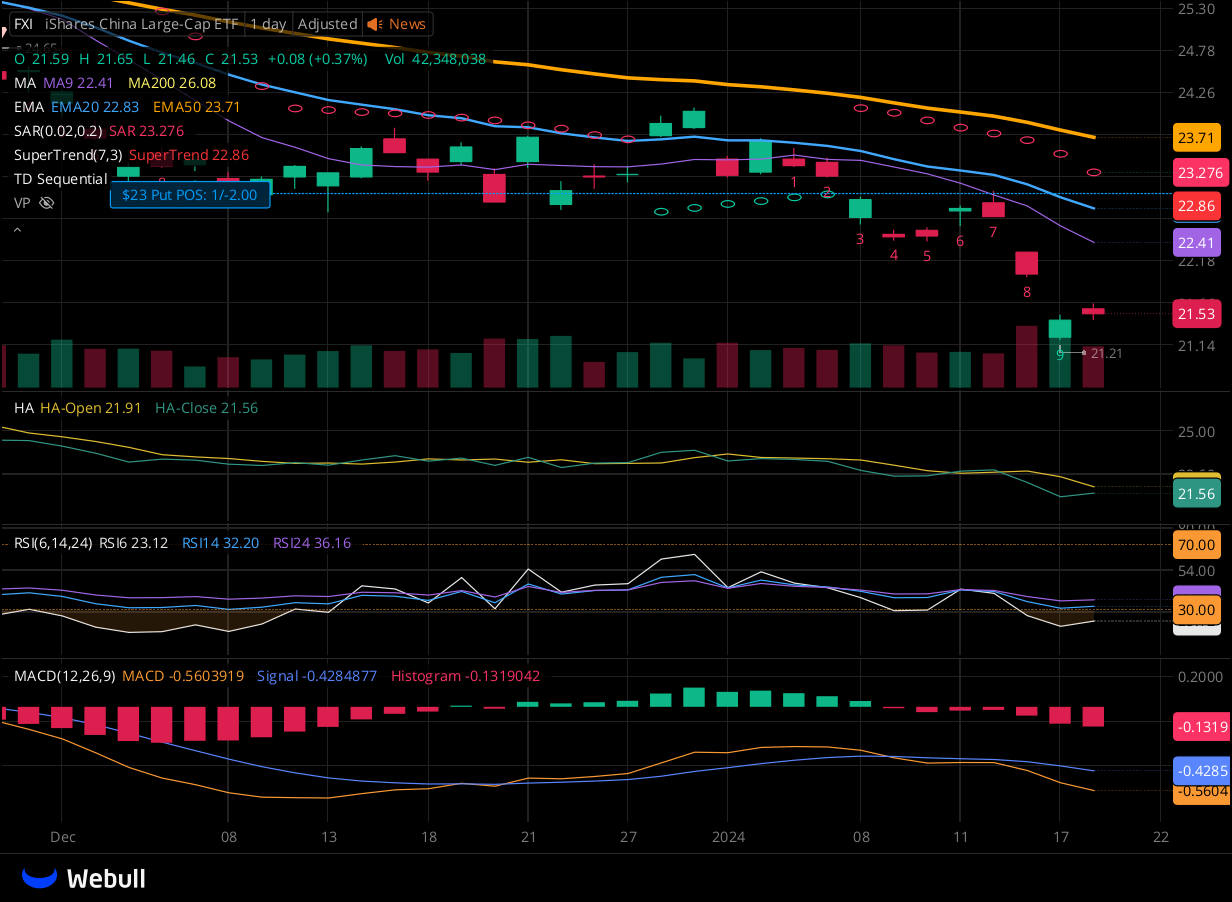 FXI iShares China Large-Cap ETF 1 day Adjusted News
25.30
24.65
24.78
O 21.59 H 21.65 L 21.46 C 21.53 +0.08 (+0.37%) Vol 42,348,038
MA MA9 22.41 MA200 26.08
24.26
EMA EMA20 22.83 EMA50 23.71
SAR(0.02,0.2) SAR 23.276
23.71
SuperTrend(7,3) SuperTrend 22.86
23.276
TD Sequential
$23 Put POS: 1/-2.00
1
2
VP
22.86
3
4
5
6
7
22.41
22.18
8
21.53
9
21.21
21.14
HA HA-Open 21.91 HA-Close 21.56
25.00
21.56
RSI(6,14,24) RSI6 23.12 RSI14 32.20 RSI24 36.16
70.00
54.00
30.00
MACD(12,26,9) MACD -0.5603919 Signal -0.4284877 Histogram -0.1319042
0.2000
-0.1319
-0.4285
-0.5604
Dec 08 13 18 21 27 2024 08 11 17 22
Webull